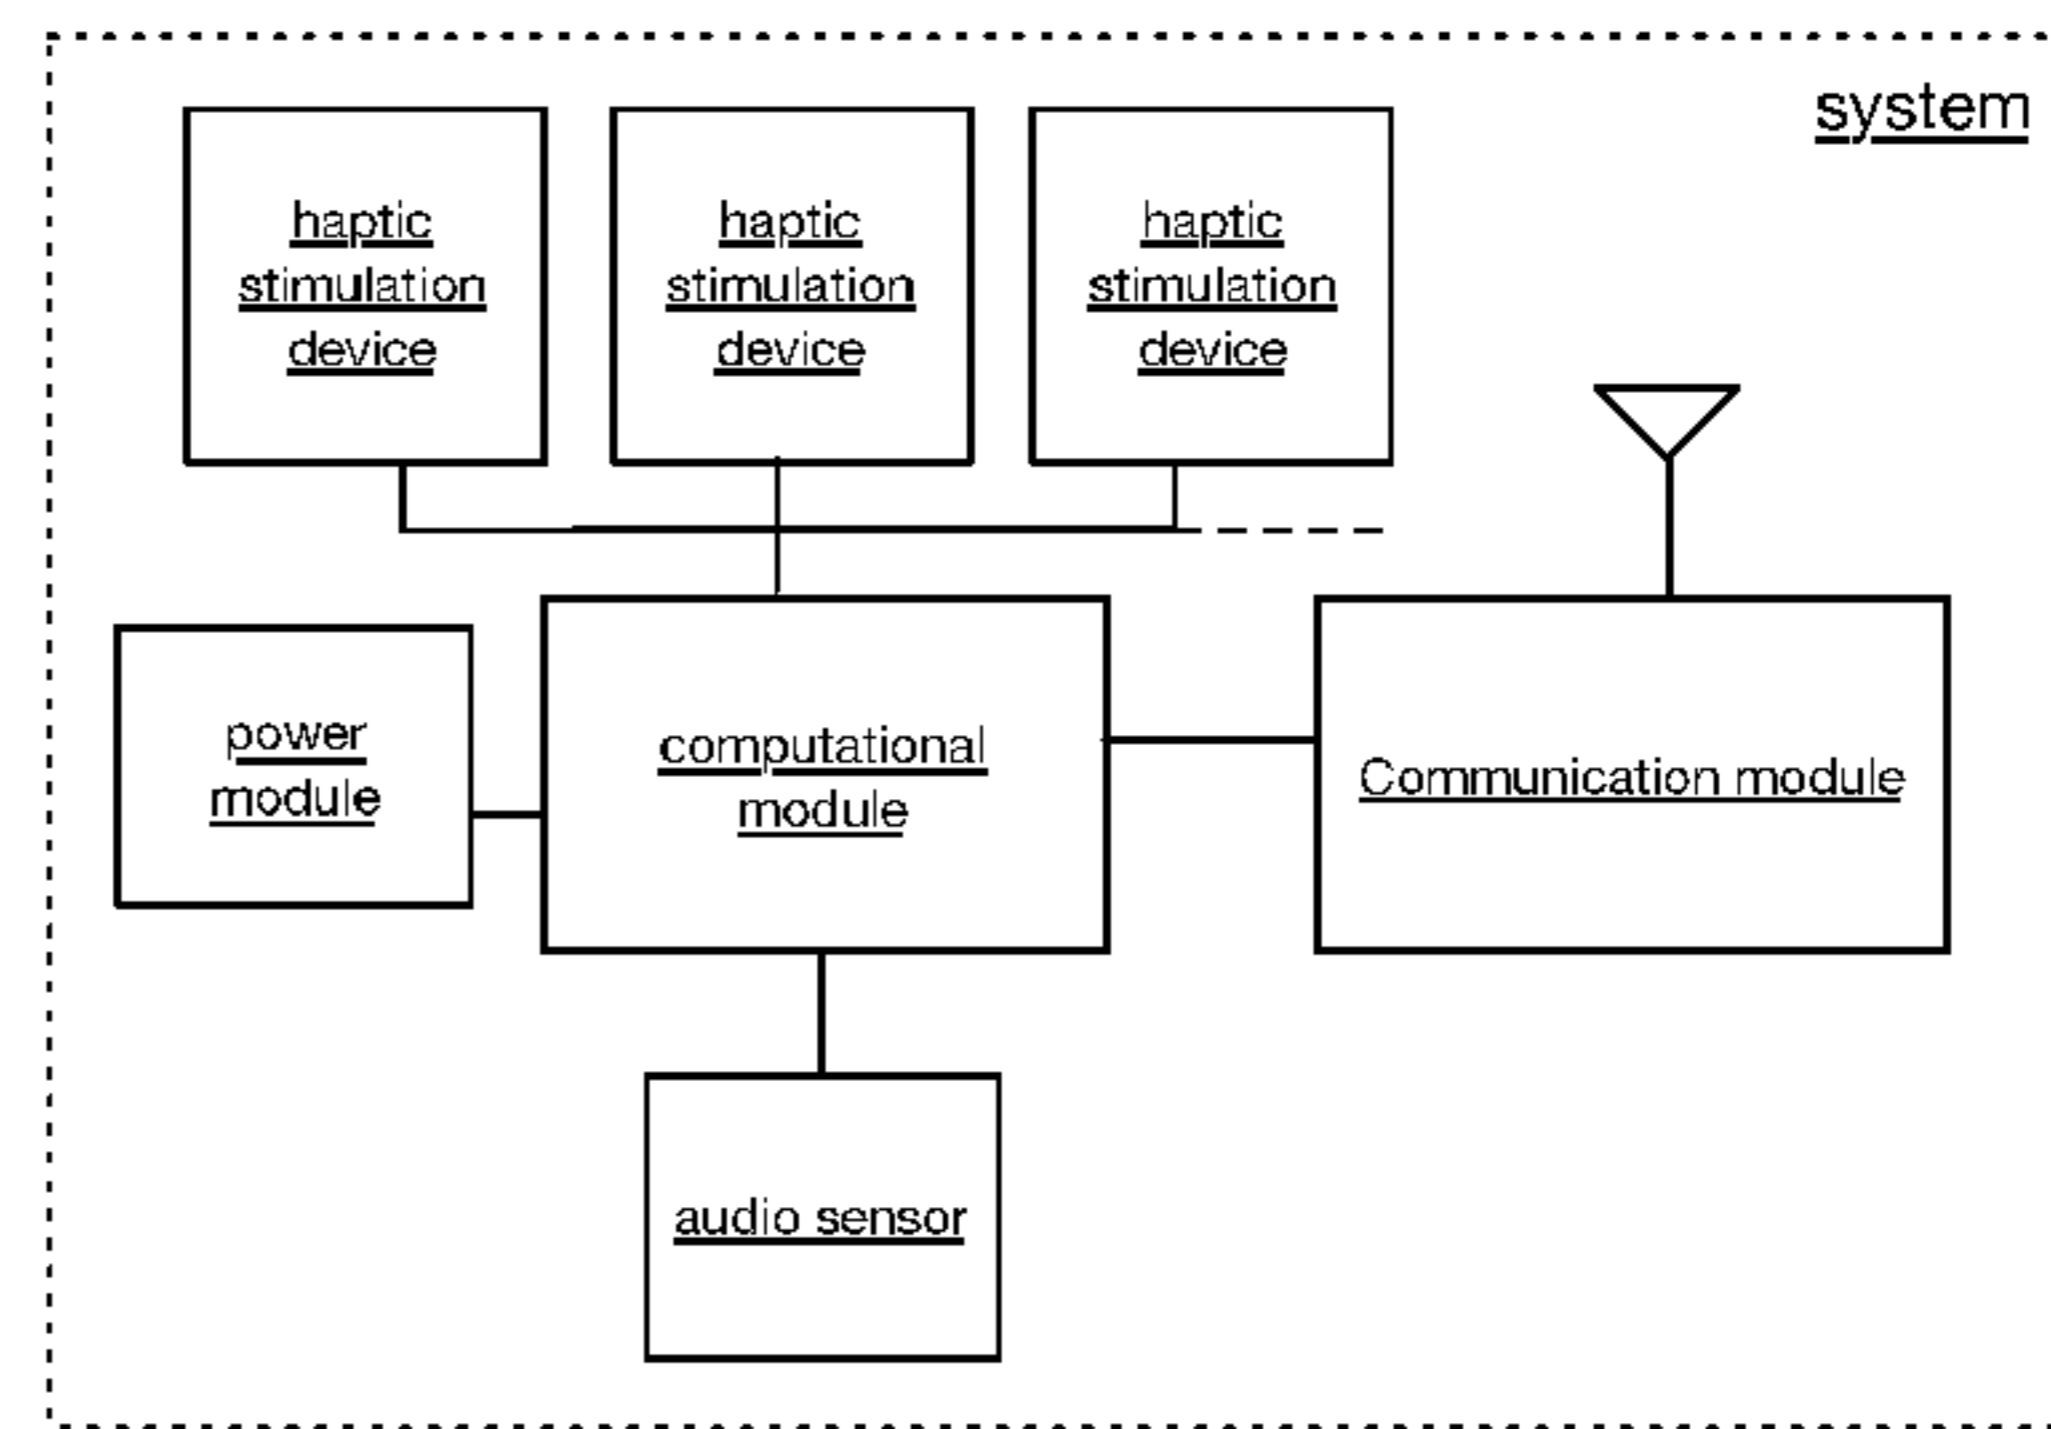 system
haptic
stimulation
device
haptic
stimulation
device
haptic
stimulation
device
power
module
computational
module
Communication module
audio sensor